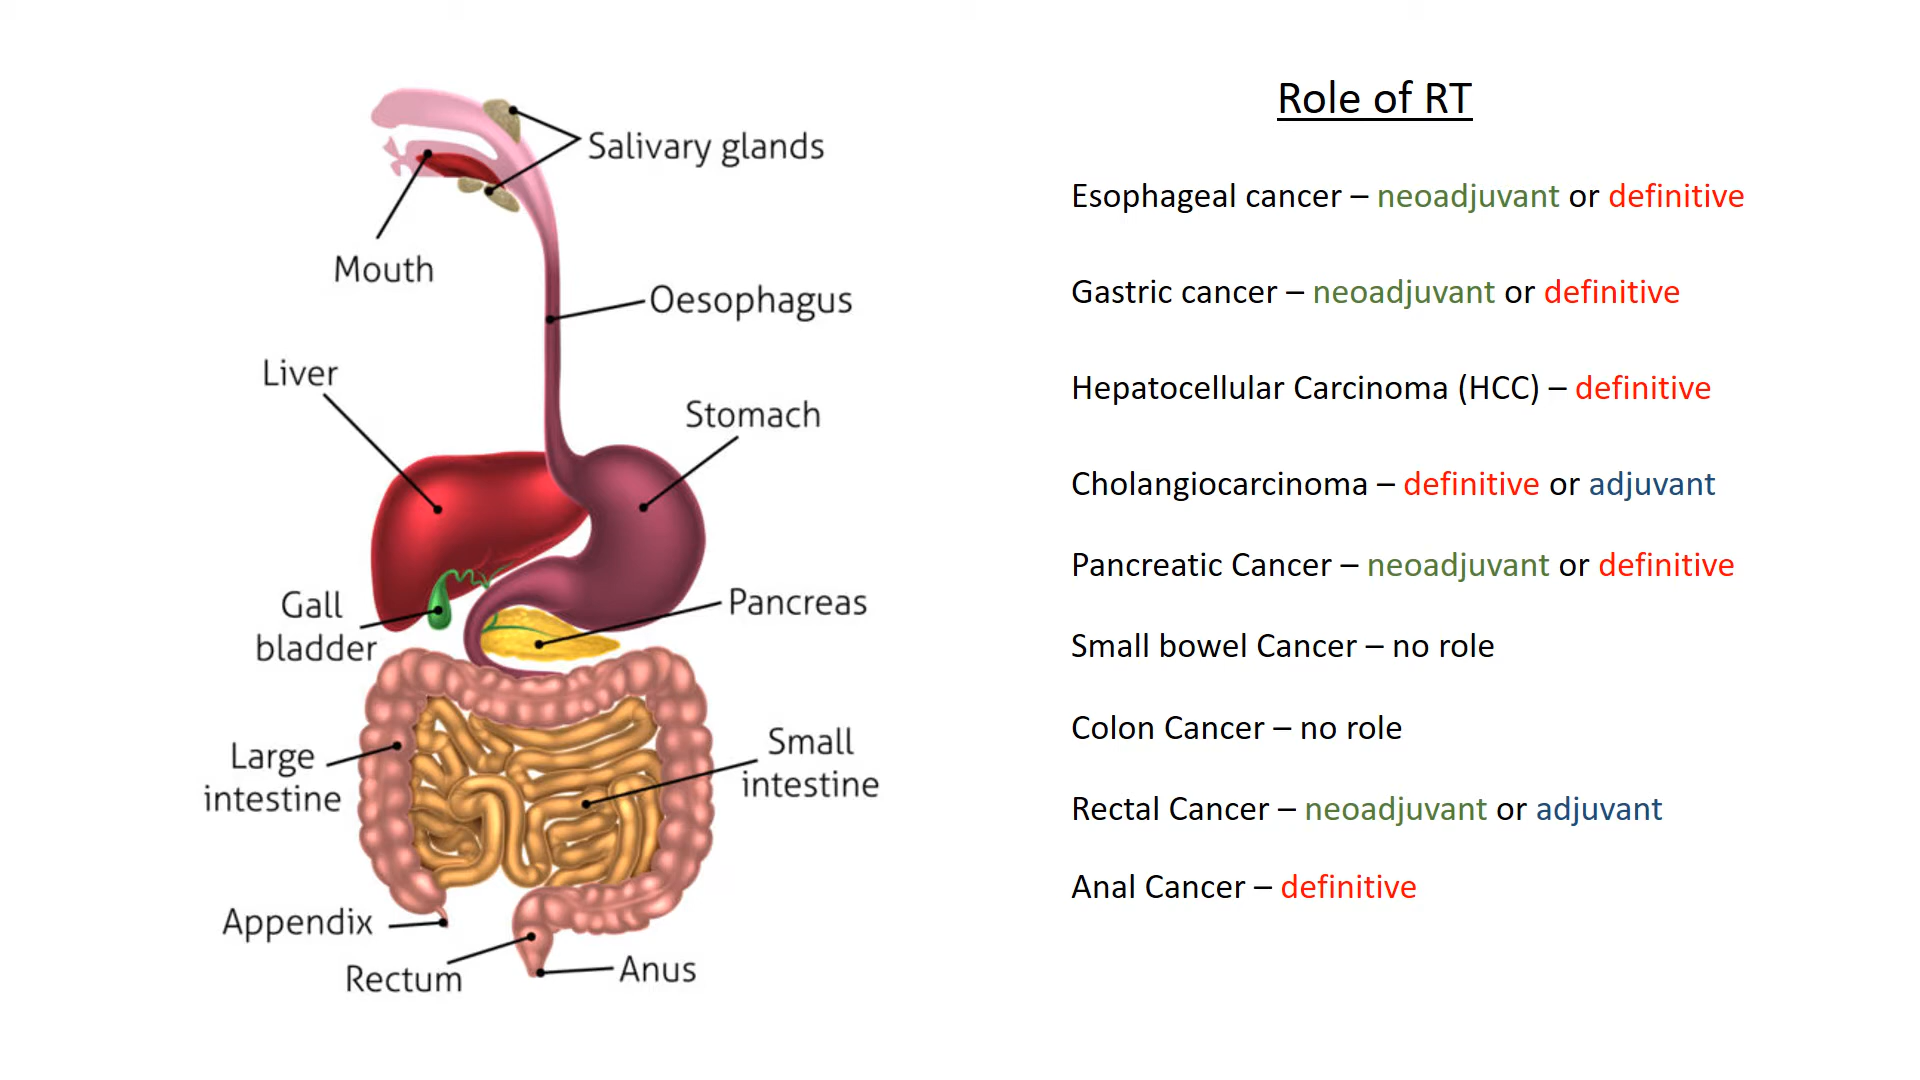 Salivary glands
Mouth
Oesophagus
Liver
Stomach
Gall
bladder
Pancreas
Large
intestine
Small
intestine
Appendix
Rectum
Anus
Role of RT
Esophageal cancer – neoadjuvant or definitive
Gastric cancer – neoadjuvant or definitive
Hepatocellular Carcinoma (HCC) – definitive
Cholangiocarcinoma – definitive or adjuvant
Pancreatic Cancer – neoadjuvant or definitive
Small bowel Cancer – no role
Colon Cancer – no role
Rectal Cancer – neoadjuvant or adjuvant
Anal Cancer – definitive